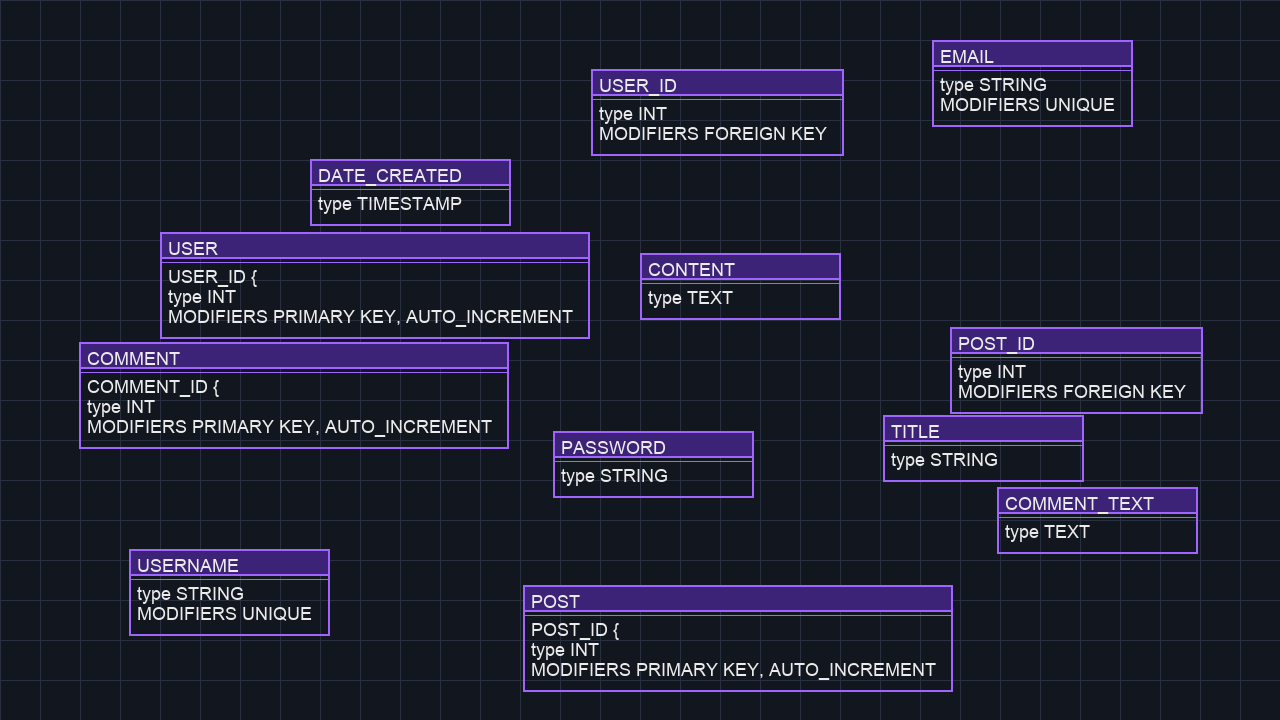 EMAIL
type STRING
MODIFIERS UNIQUE
USER_ID
type INT
MODIFIERS FOREIGN KEY
DATE_CREATED
type TIMESTAMP
USER
USER_ID {
type INT
MODIFIERS PRIMARY KEY, AUTO_INCREMENT
CONTENT
type TEXT
POST_ID
type INT
MODIFIERS FOREIGN KEY
COMMENT
COMMENT_ID {
type INT
MODIFIERS PRIMARY KEY, AUTO_INCREMENT
TITLE
type STRING
PASSWORD
type STRING
COMMENT_TEXT
type TEXT
USERNAME
type STRING
MODIFIERS UNIQUE
POST
POST_ID {
type INT
MODIFIERS PRIMARY KEY, AUTO_INCREMENT